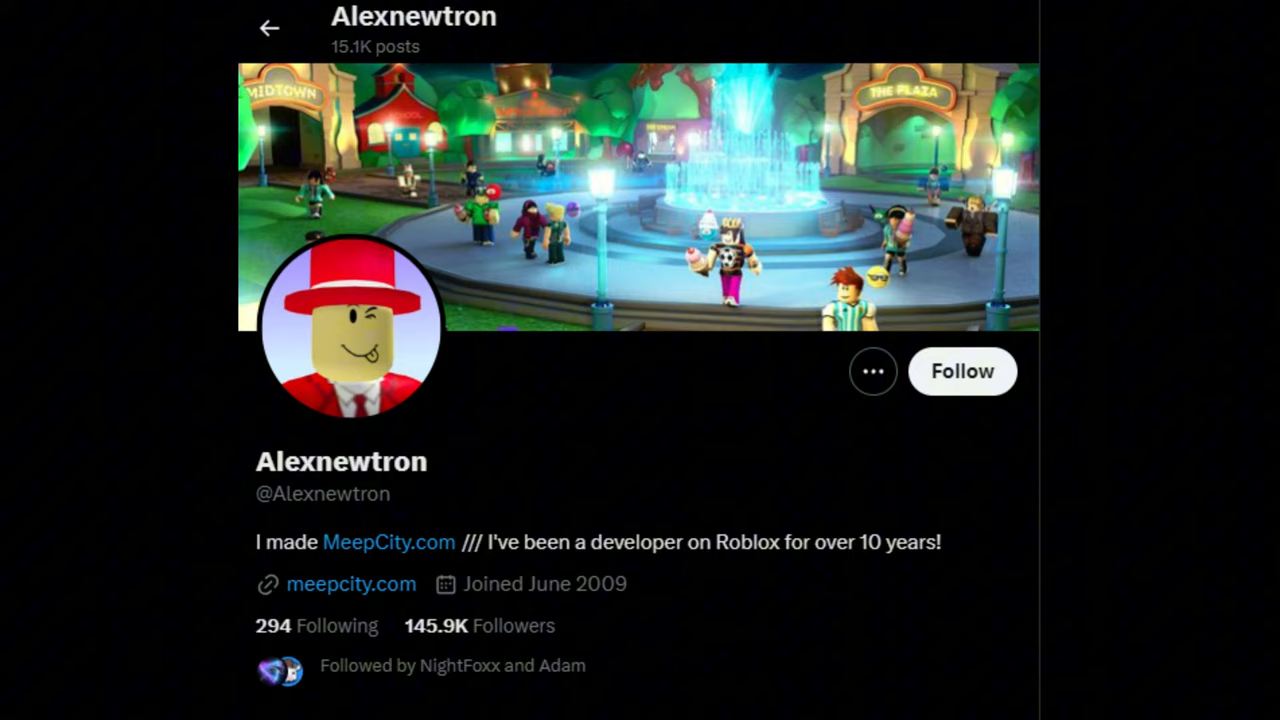 Alexnewtron
15.1K posts
MIDTOWN
SCHOOL
THE PLAZA
Follow
Alexnewtron
@Alexnewtron
I made MeepCity.com /// I've been a developer on Roblox for over 10 years!
meepcity.com Joined June 2009
294 Following 145.9K Followers
Followed by NightFoxx and Adam